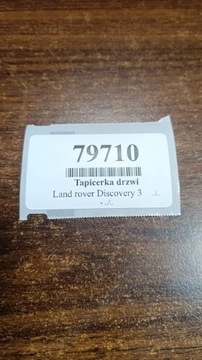 79710
Tapicerka drzwi
Land rover Discovery 3 ./.
- ./.